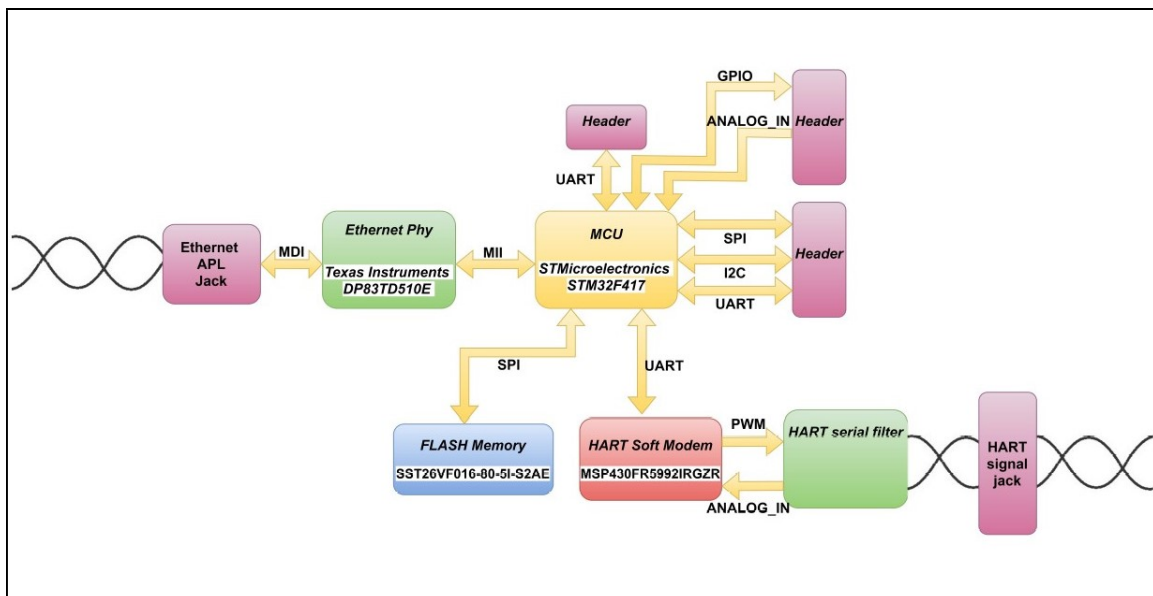 GPIO
ANALOG_IN
Header
Header
UART
Ethernet
APL
Jack
MDI
Ethernet Phy
Texas Instruments
DP83TD510E
MII
MCU
STMicroelectronics
STM32F417
SPI
I2C
UART
Header
SPI
UART
FLASH Memory
SST26VF016-80-5I-S2AE
HART Soft Modem
MSP430FR5992IRGZR
PWM
ANALOG_IN
HART serial filter
HART
signal
jack